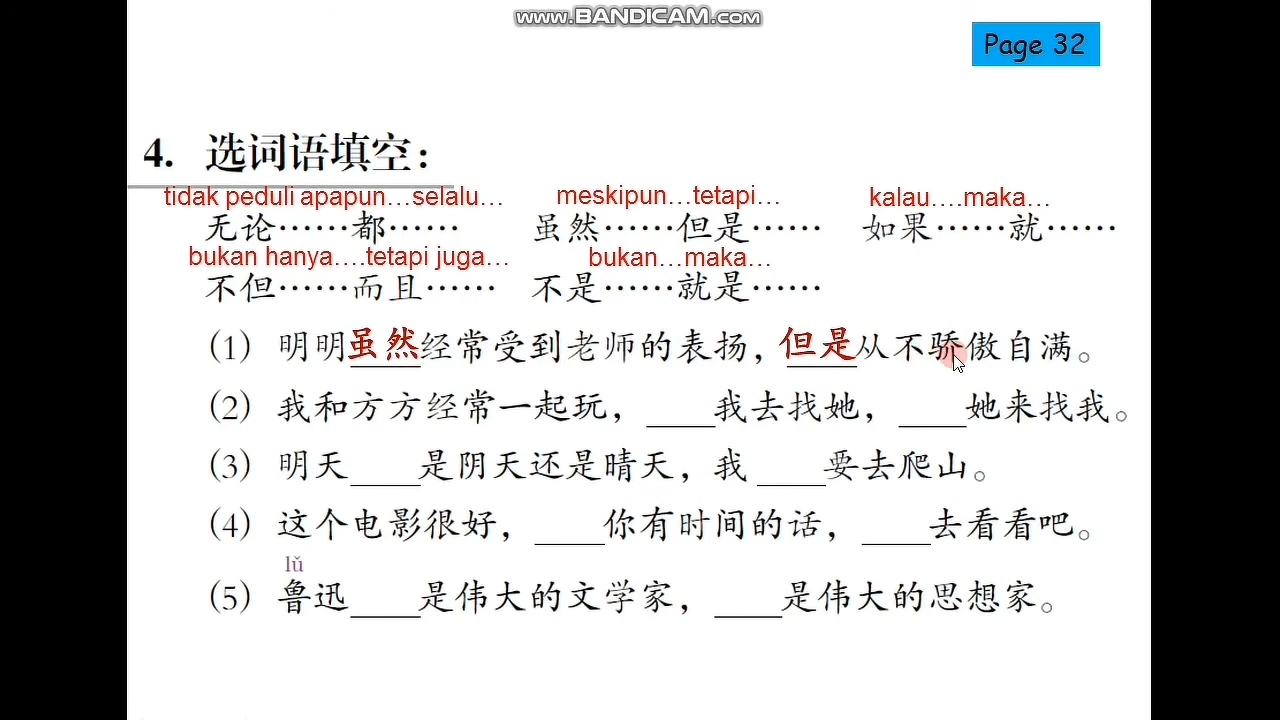 www.BANDICAM.com
Page 32
4. 选词语填空：
tidak peduli apapun…selalu… meskipun…tetapi… kalau….maka…
无论……都…… 虽然……但是…… 如果……就……
bukan hanya….tetapi juga… bukan…maka…
不但……而且…… 不是……就是……
(1) 明明虽然经常受到老师的表扬，但是从不骄傲自满。
(2) 我和方方经常一起玩，____我去找她，____她来找我。
(3) 明天____是阴天还是晴天，我____要去爬山。
(4) 这个电影很好，____你有时间的话，____去看看吧。
lǔ
(5) 鲁迅____是伟大的文学家，____是伟大的思想家。